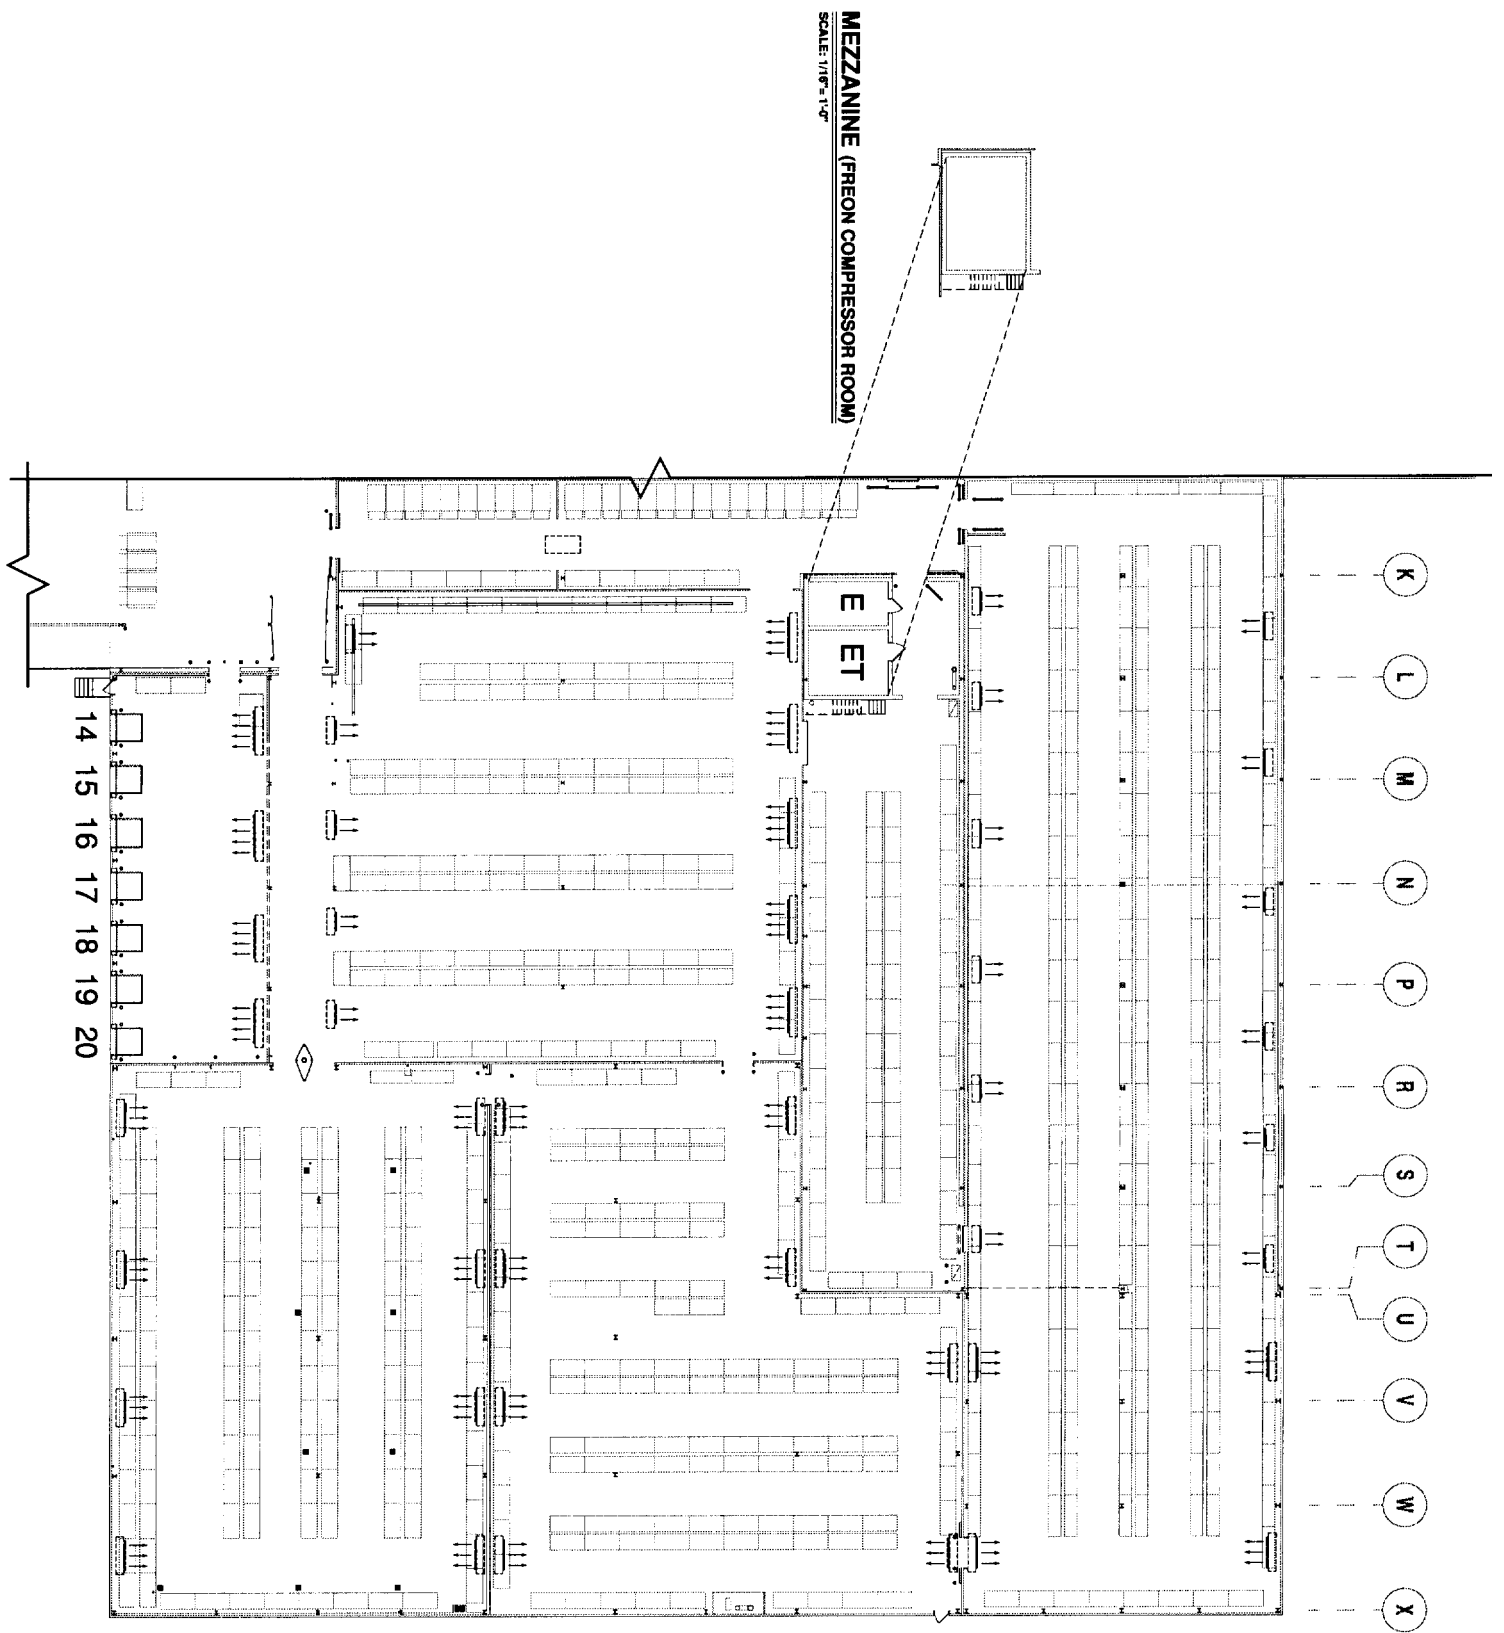 MEZZANINE (FREON COMPRESSOR ROOM)
SCALE: 1/16"= 1'-0"
E
ET
14
15
16
17
18
19
20
K
L
M
N
P
R
S
T
U
V
W
X